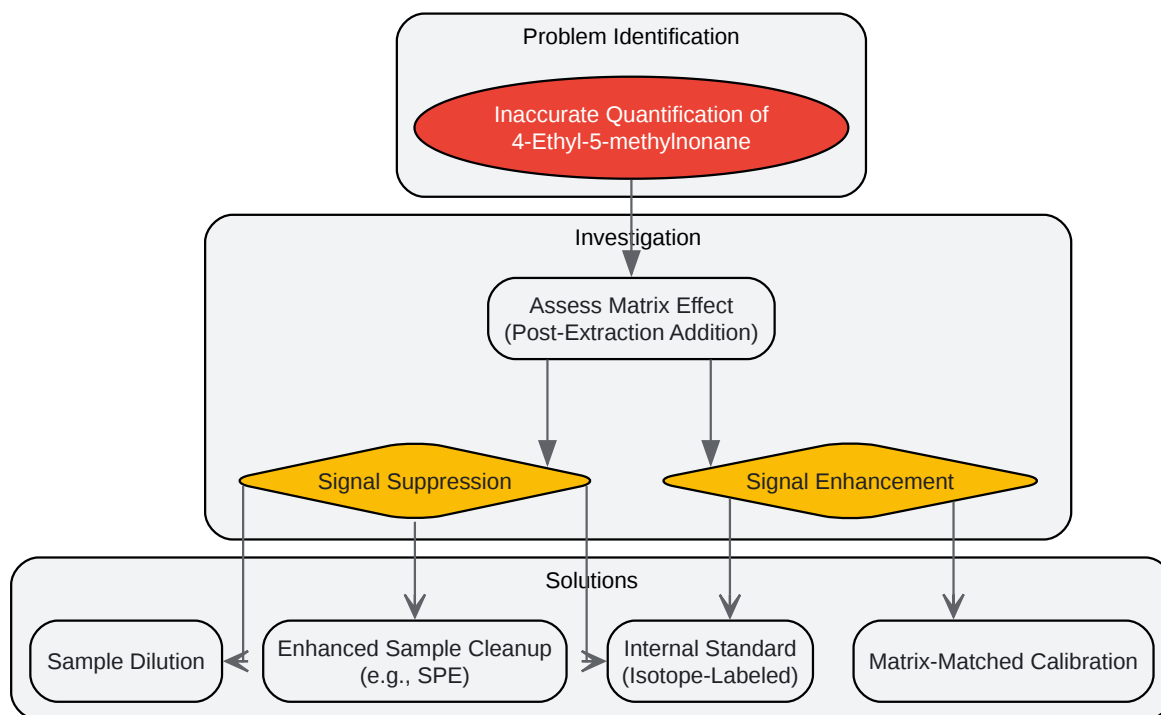 Problem Identification
Inaccurate Quantification of
4-Ethyl-5-methylnonane
Investigation
Assess Matrix Effect
(Post-Extraction Addition)
Signal Suppression
Signal Enhancement
Solutions
Sample Dilution
Enhanced Sample Cleanup
(e.g., SPE)
Internal Standard
(Isotope-Labeled)
Matrix-Matched Calibration